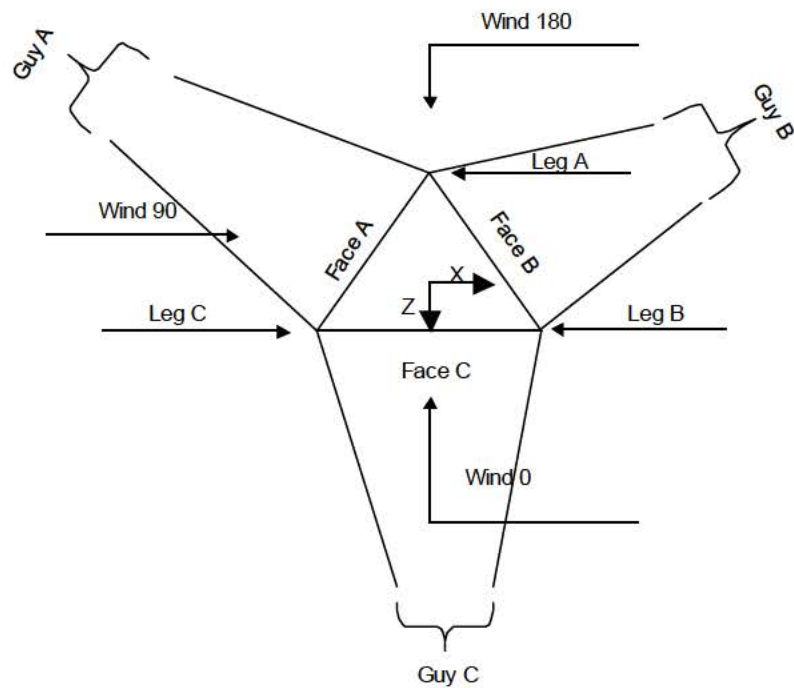 Wind 180
Guy A
Guy B
Leg A
Wind 90
Face A
Face B
X
Z
Leg C
Leg B
Face C
Wind 0
Guy C